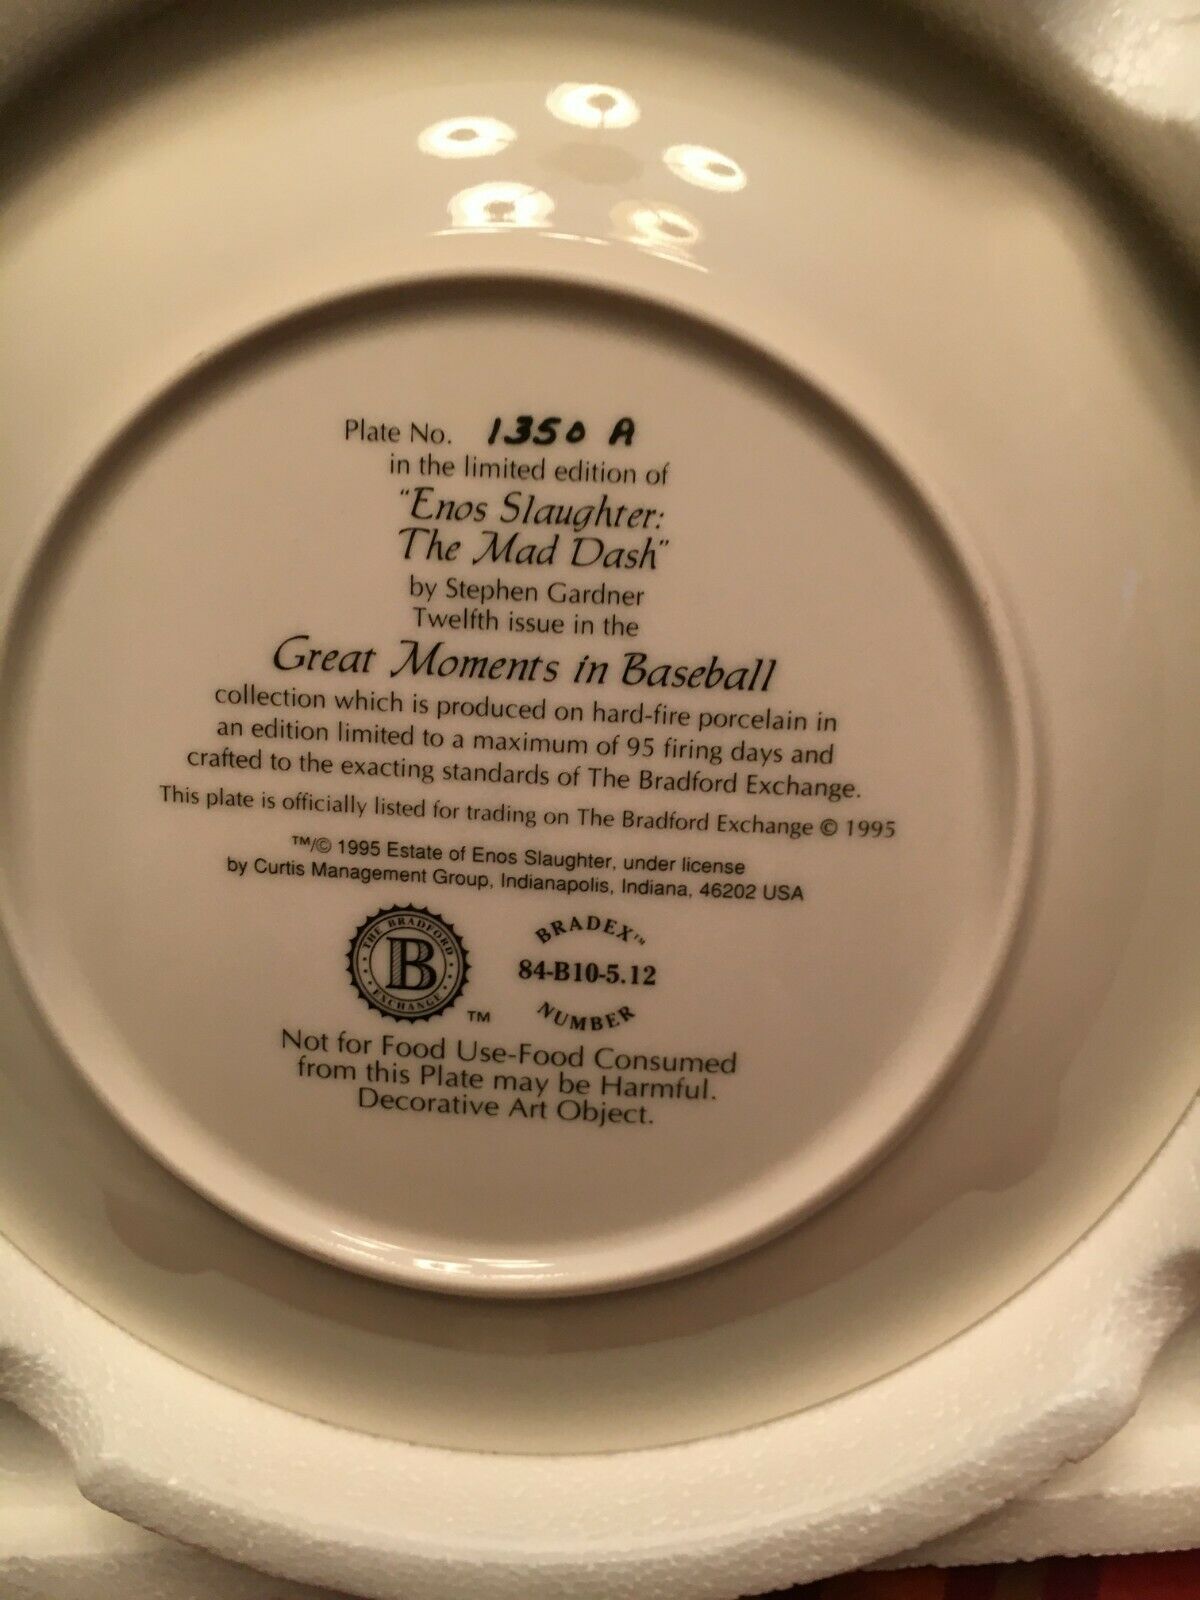 Plate No. 1350 A
in the limited edition of
"Enos Slaughter:
The Mad Dash"
by Stephen Gardner
Twelfth issue in the
Great Moments in Baseball
collection which is produced on hard-fire porcelain in
an edition limited to a maximum of 95 firing days and
crafted to the exacting standards of The Bradford Exchange.
This plate is officially listed for trading on The Bradford Exchange © 1995
™/© 1995 Estate of Enos Slaughter, under license
by Curtis Management Group, Indianapolis, Indiana, 46202 USA
THE BRADFORD
B
EXCHANGE
™
BRADEX™
84-B10-5.12
NUMBER
Not for Food Use-Food Consumed
from this Plate may be Harmful.
Decorative Art Object.